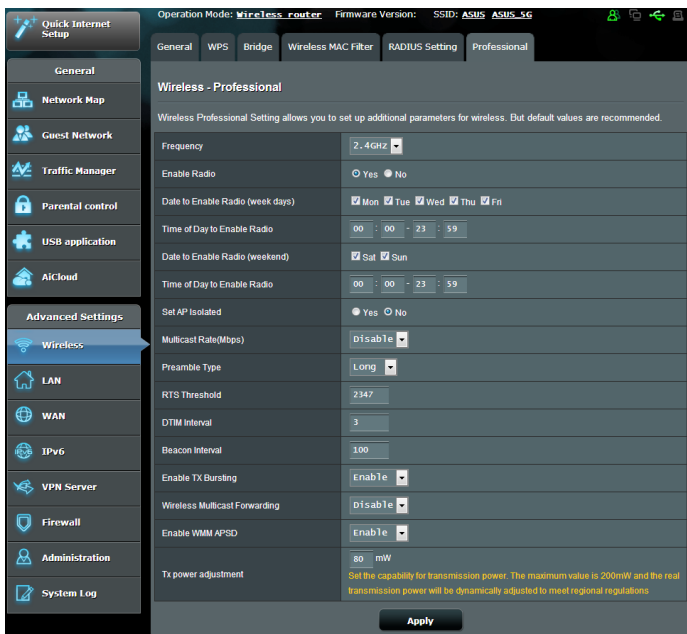 Quick Internet
Setup
Operation Mode: Wireless router Firmware Version: SSID: ASUS ASUS_5G
General WPS Bridge Wireless MAC Filter RADIUS Setting Professional
General
Network Map
Guest Network
Traffic Manager
Parental control
USB application
AiCloud
Advanced Settings
Wireless
LAN
WAN
IPv6
VPN Server
Firewall
Administration
System Log
Wireless - Professional
Wireless Professional Setting allows you to set up additional parameters for wireless. But default values are recommended.
Frequency 2.4GHz
Enable Radio Yes No
Date to Enable Radio (week days) Mon Tue Wed Thu Fri
Time of Day to Enable Radio 00 : 00 - 23 : 59
Date to Enable Radio (weekend) Sat Sun
Time of Day to Enable Radio 00 : 00 - 23 : 59
Set AP Isolated Yes No
Multicast Rate(Mbps) Disable
Preamble Type Long
RTS Threshold 2347
DTIM Interval 3
Beacon Interval 100
Enable TX Bursting Enable
Wireless Multicast Forwarding Disable
Enable WMM APSD Enable
Tx power adjustment 80 mW
Set the capability for transmission power. The maximum value is 200mW and the real
transmission power will be dynamically adjusted to meet regional regulations
Apply